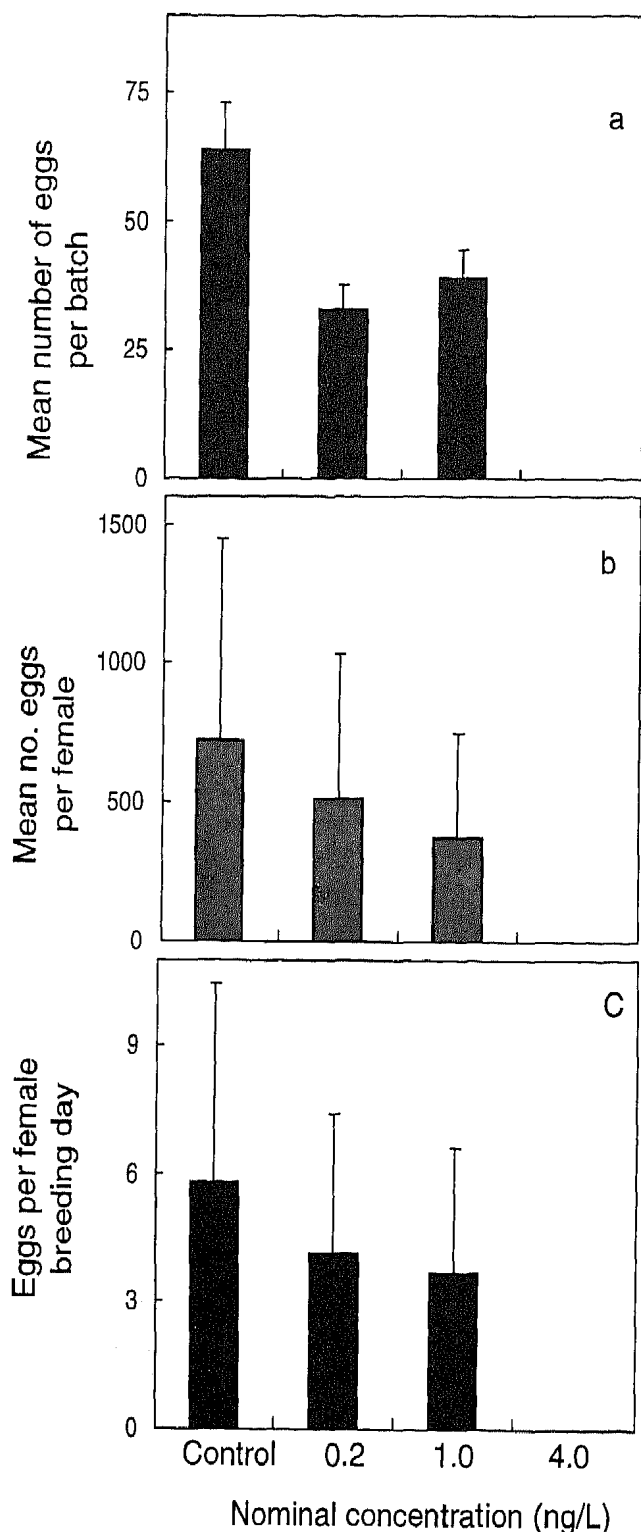 75
50
25
0
Mean number of eggs
per batch
a
1500
1000
500
0
Mean no. eggs
per female
b
9
6
3
0
Eggs per female
breeding day
C
Control 0.2 1.0 4.0
Nominal concentration (ng/L)